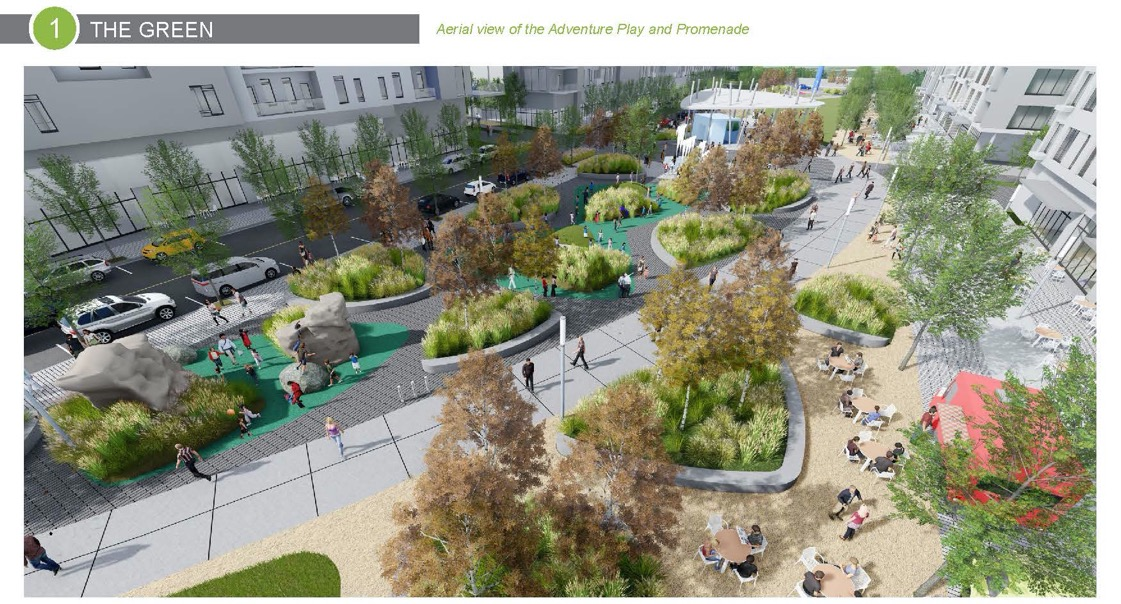 1 THE GREEN
Aerial view of the Adventure Play and Promenade